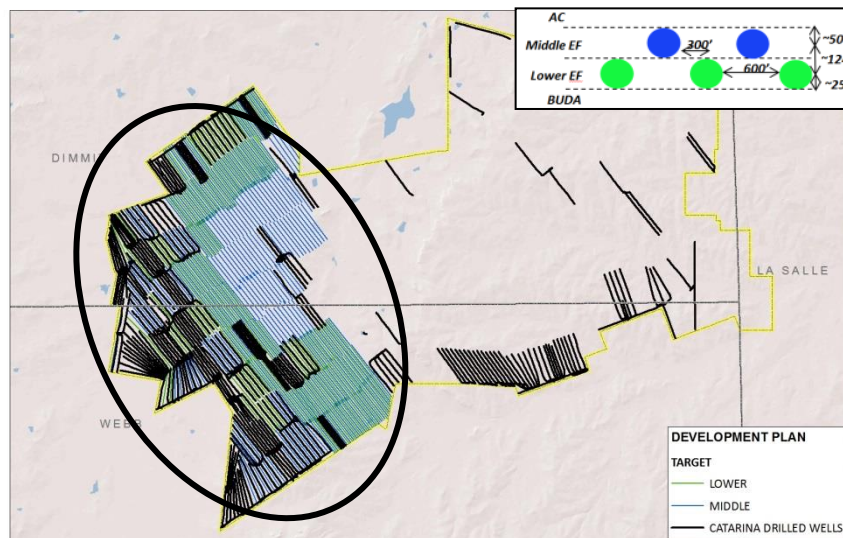 AC
Middle EF
300'
~50
~124
Lower EF
600'
~25
BUDA
DIMMI
LA SALLE
WEBB
DEVELOPMENT PLAN
TARGET
LOWER
MIDDLE
CATARINA DRILLED WELLS